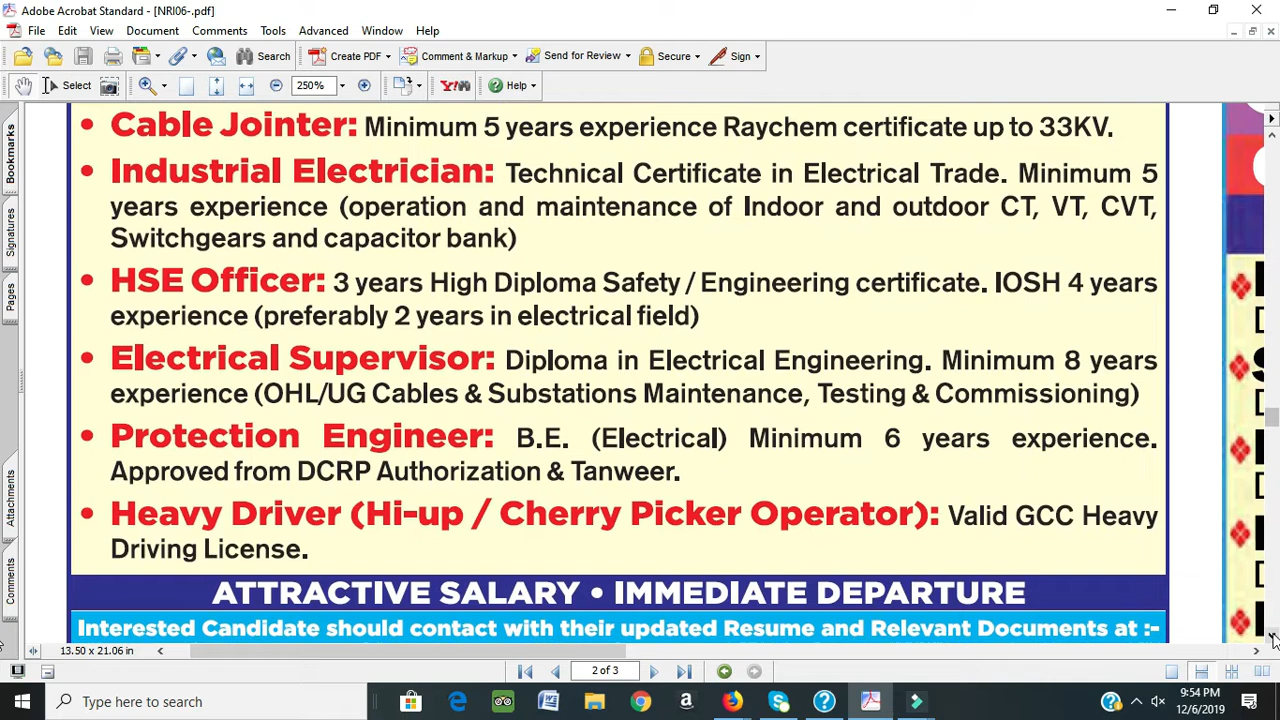 Adobe Acrobat Standard - [NRI06-.pdf]
File Edit View Document Comments Tools Advanced Window Help
Search Create PDF Comment & Markup Send for Review Secure Sign
Select 250% Y! Help
Bookmarks
Signatures
Pages
Attachments
Comments
• Cable Jointer: Minimum 5 years experience Raychem certificate up to 33KV.
• Industrial Electrician: Technical Certificate in Electrical Trade. Minimum 5
years experience (operation and maintenance of Indoor and outdoor CT, VT, CVT,
Switchgears and capacitor bank)
• HSE Officer: 3 years High Diploma Safety / Engineering certificate. IOSH 4 years
experience (preferably 2 years in electrical field)
• Electrical Supervisor: Diploma in Electrical Engineering. Minimum 8 years
experience (OHL/UG Cables & Substations Maintenance, Testing & Commissioning)
• Protection Engineer: B.E. (Electrical) Minimum 6 years experience.
Approved from DCRP Authorization & Tanweer.
• Heavy Driver (Hi-up / Cherry Picker Operator): Valid GCC Heavy
Driving License.
ATTRACTIVE SALARY • IMMEDIATE DEPARTURE
Interested Candidate should contact with their updated Resume and Relevant Documents at :-
13.50 x 21.06 in
2 of 3
Type here to search
9:54 PM
12/6/2019